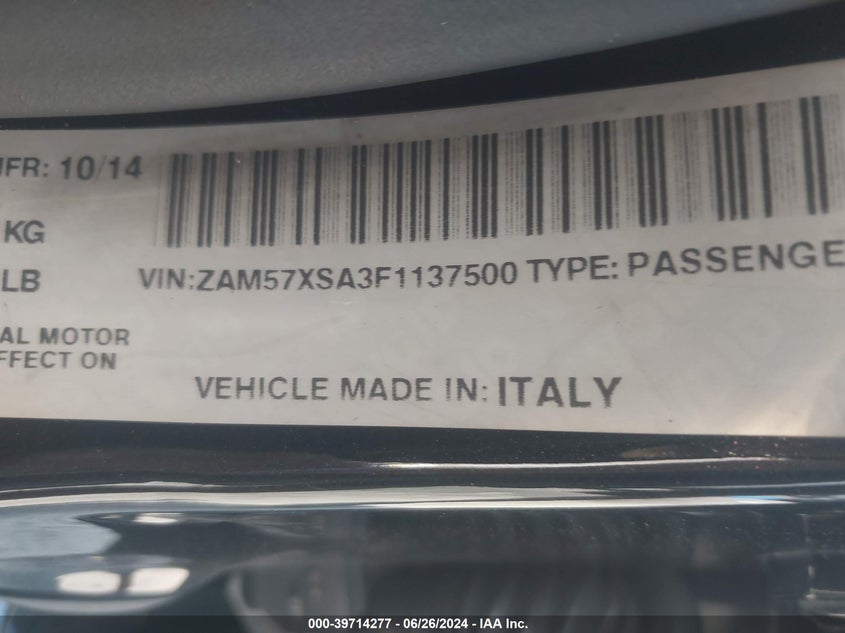 MFR: 10/14
KG
LB
VIN:ZAM57XSA3F1137500 TYPE: PASSENGE
AL MOTOR
FFECT ON
VEHICLE MADE IN: ITALY
000-39714277 - 06/26/2024 - IAA Inc.